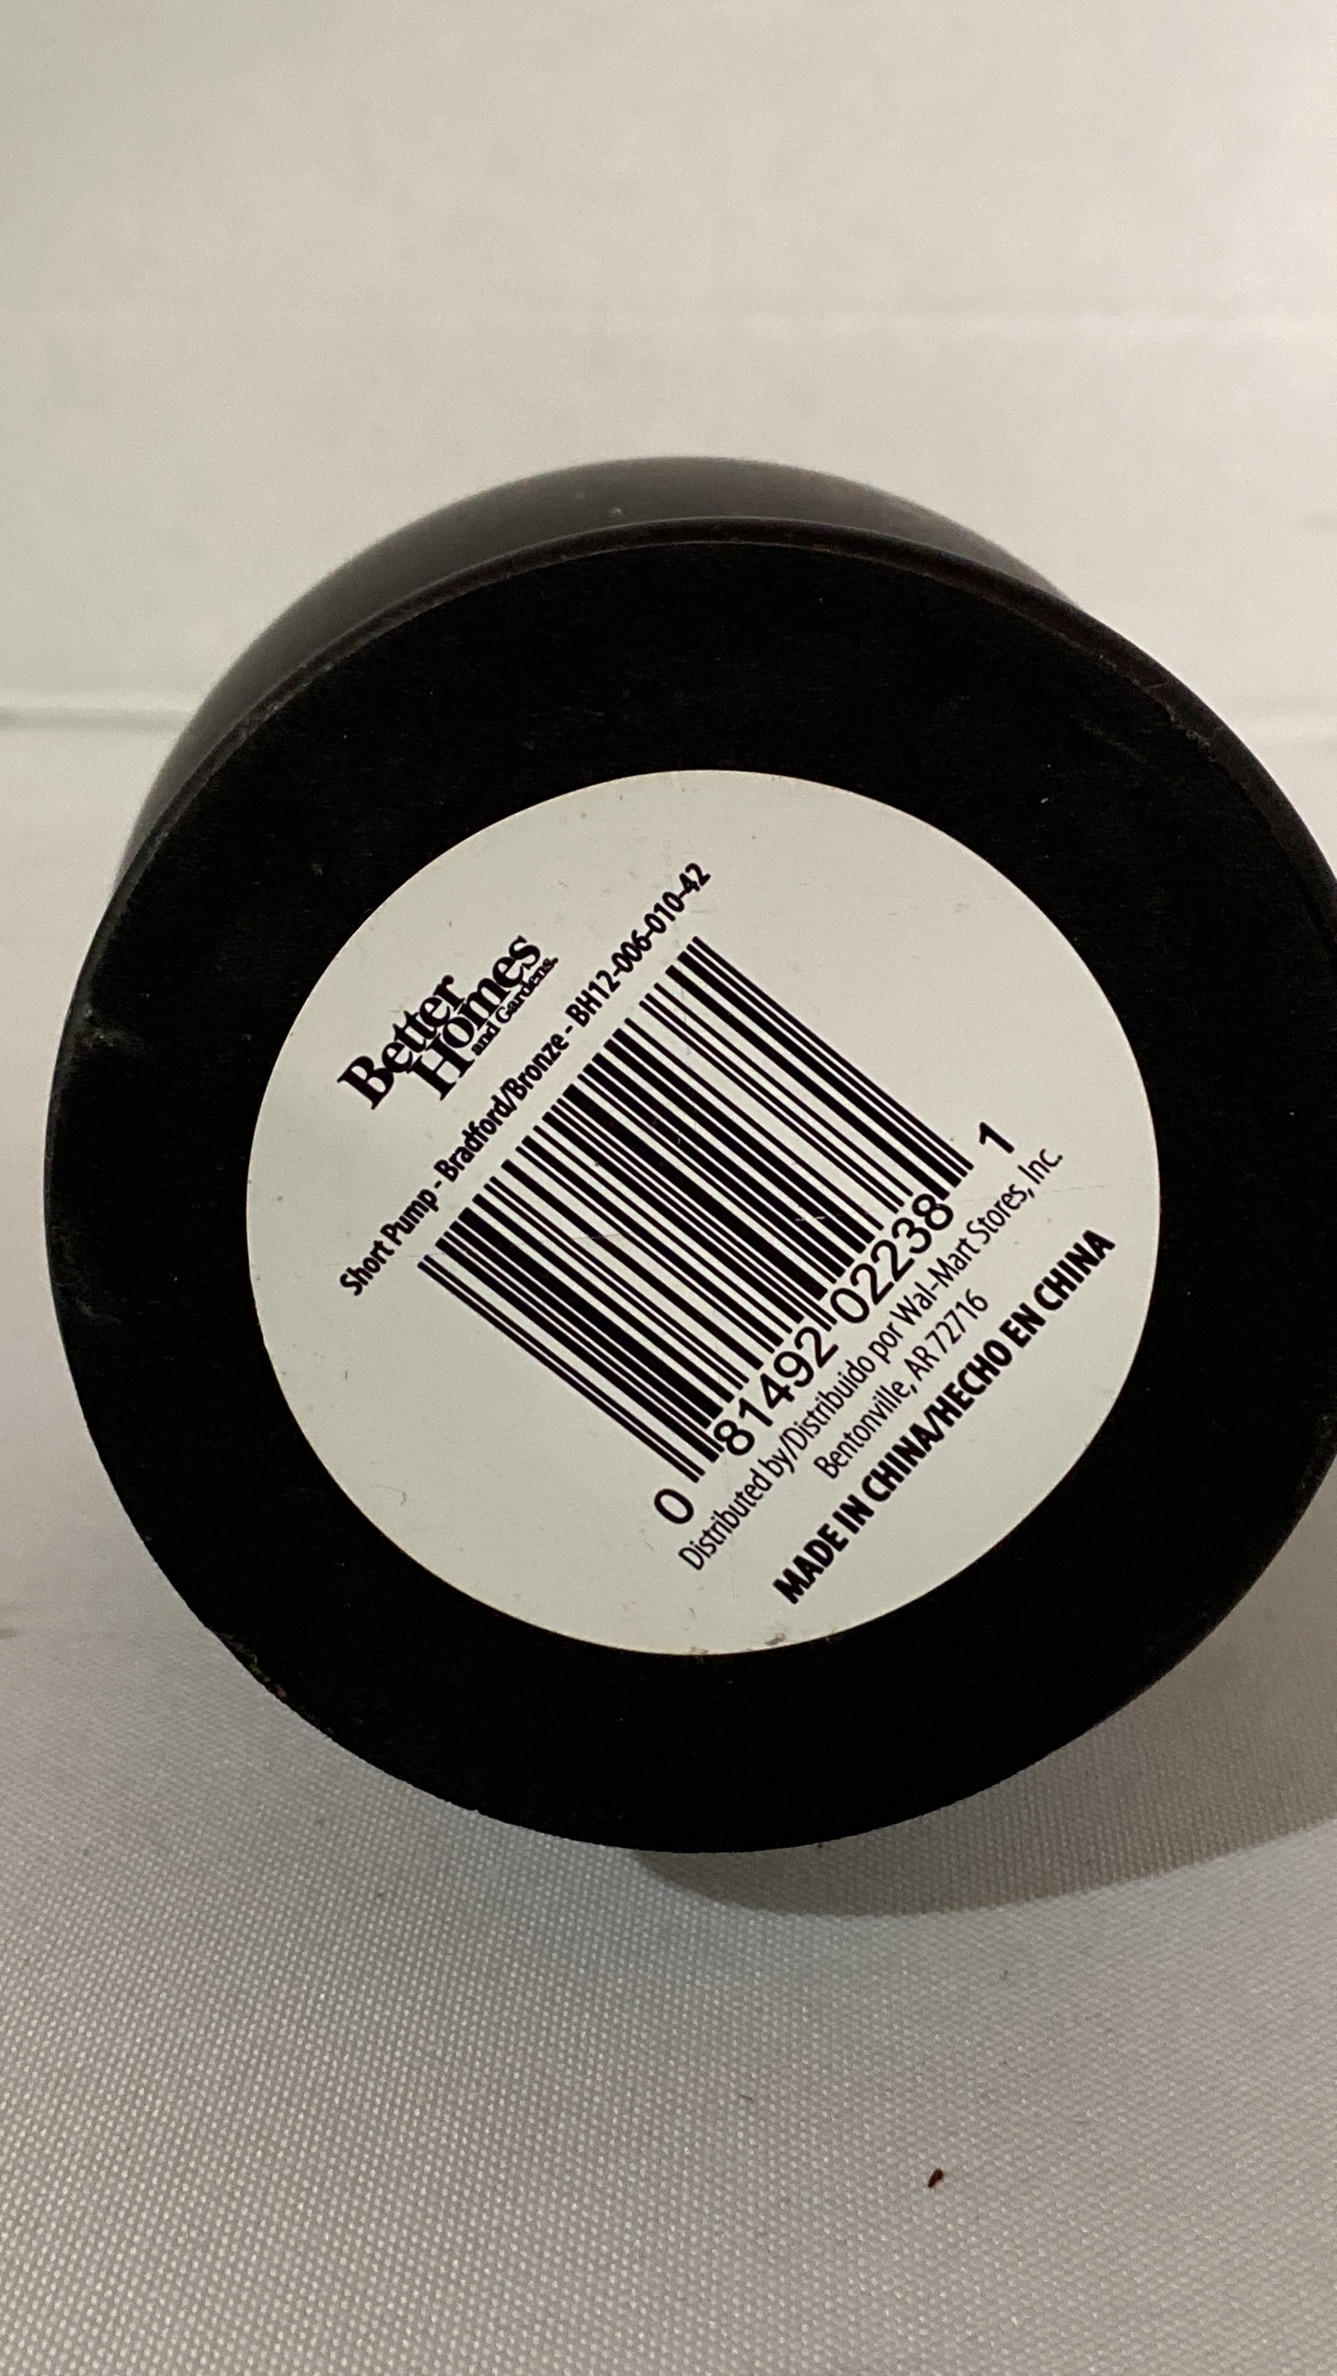 Better
Homes
and Gardens.
Short Pump - Bradford/Bronze - BH12-006-010-42
0 81492 02238 1
Distributed by/Distribuido por Wal-Mart Stores, Inc.
Bentonville, AR 72716
MADE IN CHINA/HECHO EN CHINA